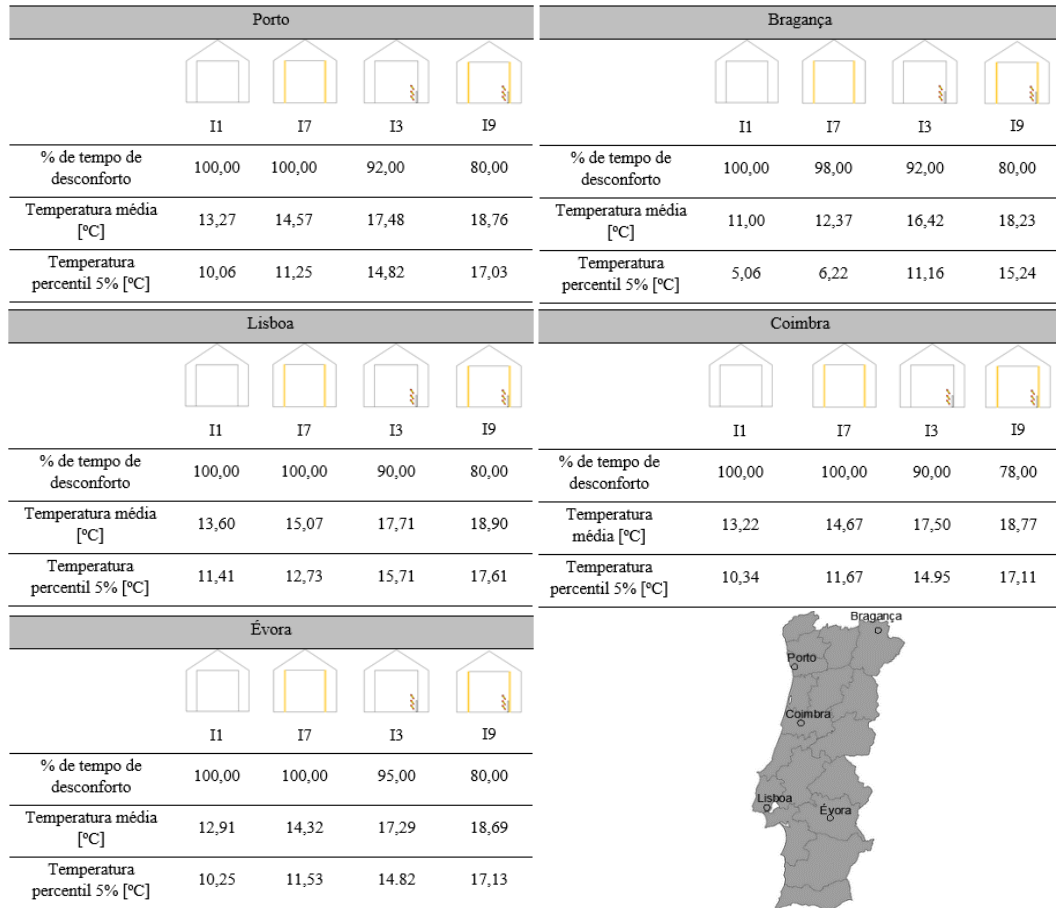 Porto
I1 I7 I3 I9
% de tempo de
desconforto
100,00 100,00 92,00 80,00
Temperatura média
[ºC]
13,27 14,57 17,48 18,76
Temperatura
percentil 5% [ºC]
10,06 11,25 14,82 17,03
Bragança
I1 I7 I3 I9
% de tempo de
desconforto
100,00 98,00 92,00 80,00
Temperatura média
[ºC]
11,00 12,37 16,42 18,23
Temperatura
percentil 5% [ºC]
5,06 6,22 11,16 15,24
Lisboa
I1 I7 I3 I9
% de tempo de
desconforto
100,00 100,00 90,00 80,00
Temperatura média
[ºC]
13,60 15,07 17,71 18,90
Temperatura
percentil 5% [ºC]
11,41 12,73 15,71 17,61
Coimbra
I1 I7 I3 I9
% de tempo de
desconforto
100,00 100,00 90,00 78,00
Temperatura
média [ºC]
13,22 14,67 17,50 18,77
Temperatura
percentil 5% [ºC]
10,34 11,67 14.95 17,11
Évora
I1 I7 I3 I9
% de tempo de
desconforto
100,00 100,00 95,00 80,00
Temperatura média
[ºC]
12,91 14,32 17,29 18,69
Temperatura
percentil 5% [ºC]
10,25 11,53 14.82 17,13
Bragança
Porto
Coimbra
Lisboa
Évora